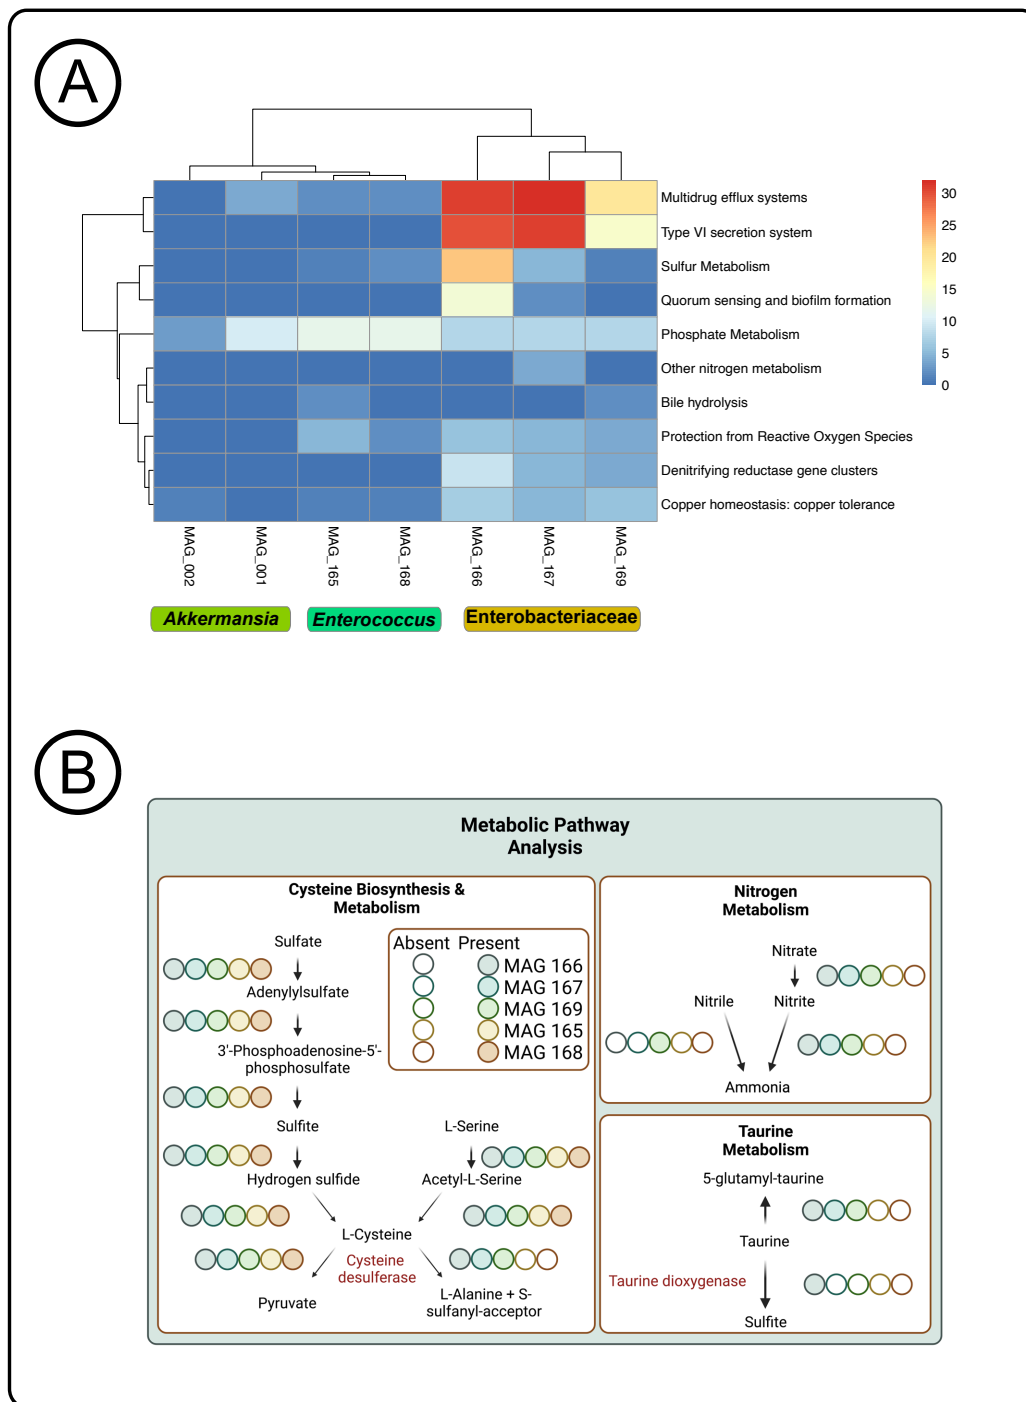 A
Multidrug efflux systems
Type VI secretion system
Sulfur Metabolism
Quorum sensing and biofilm formation
Phosphate Metabolism
Other nitrogen metabolism
Bile hydrolysis
Protection from Reactive Oxygen Species
Denitrifying reductase gene clusters
Copper homeostasis: copper tolerance
30
25
20
15
10
5
0
MAG_002
MAG_001
MAG_165
MAG_168
MAG_166
MAG_167
MAG_169
Akkermansia
Enterococcus
Enterobacteriaceae
B
Metabolic Pathway
Analysis
Cysteine Biosynthesis &
Metabolism
Sulfate
Adenylylsulfate
3'-Phosphoadenosine-5'-
phosphosulfate
Sulfite
Hydrogen sulfide
L-Serine
Acetyl-L-Serine
L-Cysteine
Cysteine
desulferase
Pyruvate
L-Alanine + S-
sulfanyl-acceptor
Absent Present
MAG 166
MAG 167
MAG 169
MAG 165
MAG 168
Nitrogen
Metabolism
Nitrate
Nitrile
Nitrite
Ammonia
Taurine
Metabolism
5-glutamyl-taurine
Taurine
Taurine dioxygenase
Sulfite